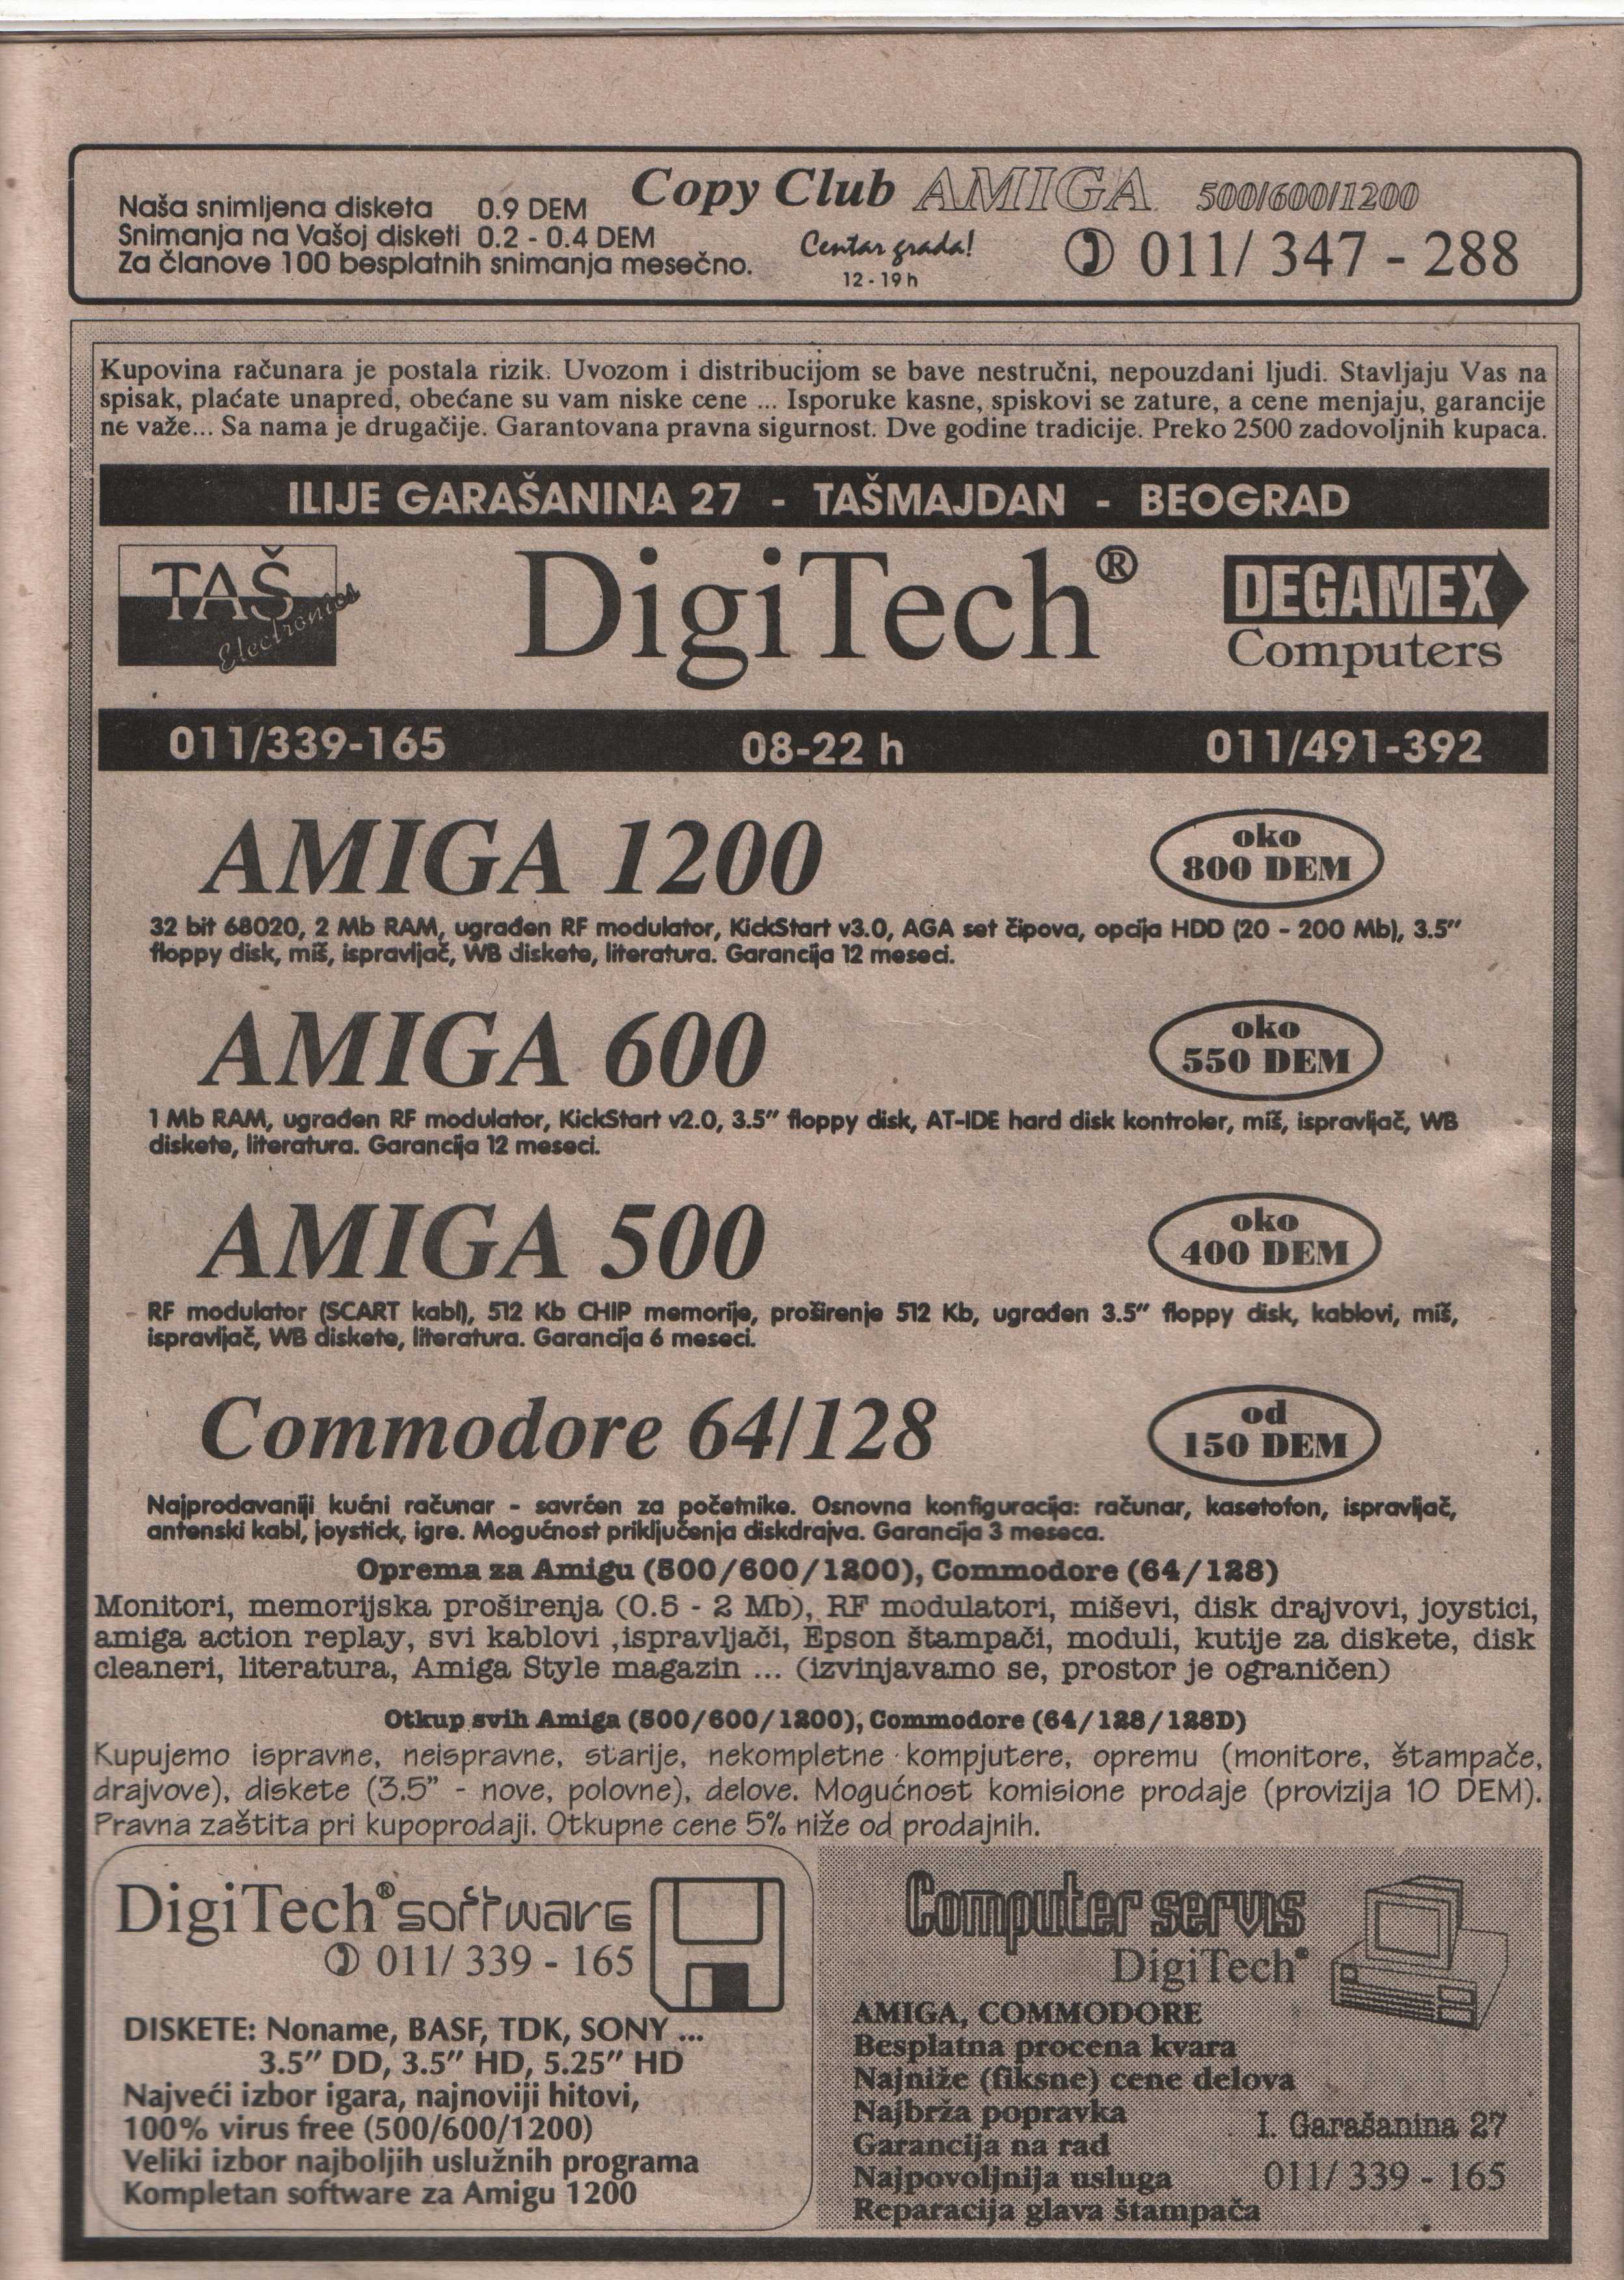 Copy Club AMIGA 500/600/1200
Naša snimljena disketa 0.9 DEM
Snimanja na Vašoj disketi 0.2 - 0.4 DEM
Za članove 100 besplatnih snimanja mesečno.
Centar grada!
12 - 19 h
011/ 347 - 288
Kupovina računara je postala rizik. Uvozom i distribucijom se bave nestručni, nepouzdani ljudi. Stavljaju Vas na
spisak, plaćate unapred, obećane su vam niske cene ... Isporuke kasne, spiskovi se zature, a cene menjaju, garancije
ne važe... Sa nama je drugačije. Garantovana pravna sigurnost. Dve godine tradicije. Preko 2500 zadovoljnih kupaca.
ILIJE GARAŠANINA 27 - TAŠMAJDAN - BEOGRAD
TAŠ
Electronics
DigiTech®
DEGAMEX
Computers
011/339-165 08-22 h 011/491-392
AMIGA 1200
oko
800 DEM
32 bit 68020, 2 Mb RAM, ugrađen RF modulator, KickStart v3.0, AGA set čipova, opcija HDD (20 - 200 Mb), 3.5"
floppy disk, miš, ispravljač, WB diskete, literatura. Garancija 12 meseci.
AMIGA 600
oko
550 DEM
1 Mb RAM, ugrađen RF modulator, KickStart v2.0, 3.5" floppy disk, AT-IDE hard disk kontroler, miš, ispravljač, WB
diskete, literatura. Garancija 12 meseci.
AMIGA 500
oko
400 DEM
RF modulator (SCART kabl), 512 Kb CHIP memorije, proširenje 512 Kb, ugrađen 3.5" floppy disk, kablovi, miš,
ispravljač, WB diskete, literatura. Garancija 6 meseci.
Commodore 64/128
od
150 DEM
Najprodavaniji kućni računar - savrćen za početnike. Osnovna konfiguracija: računar, kasetofon, ispravljač,
antenski kabl, joystick, igre. Mogućnost priključenja diskdrajva. Garancija 3 meseca.
Oprema za Amigu (500/600/1200), Commodore (64/128)
Monitori, memorijska proširenja (0.5 - 2 Mb), RF modulatori, miševi, disk drajvovi, joystici,
amiga action replay, svi kablovi ,ispravljači, Epson štampači, moduli, kutije za diskete, disk
cleaneri, literatura, Amiga Style magazin ... (izvinjavamo se, prostor je ograničen)
Otkup svih Amiga (500/600/1200), Commodore (64/128/128D)
Kupujemo ispravne, neispravne, starije, nekompletne kompjutere, opremu (monitore, štampače,
drajvove), diskete (3.5" - nove, polovne), delove. Mogućnost komisione prodaje (provizija 10 DEM).
Pravna zaštita pri kupoprodaji. Otkupne cene 5% niže od prodajnih.
DigiTech® software
011/ 339 - 165
DISKETE: Noname, BASF, TDK, SONY ...
3.5" DD, 3.5" HD, 5.25" HD
Najveći izbor igara, najnoviji hitovi,
100% virus free (500/600/1200)
Veliki izbor najboljih uslužnih programa
Kompletan software za Amigu 1200
Computer servis
DigiTech®
AMIGA, COMMODORE
Besplatna procena kvara
Najniže (fiksne) cene delova
Najbrža popravka
Garancija na rad
Najpovoljnija usluga
Reparacija glava štampača
I. Garašanina 27
011/ 339 - 165